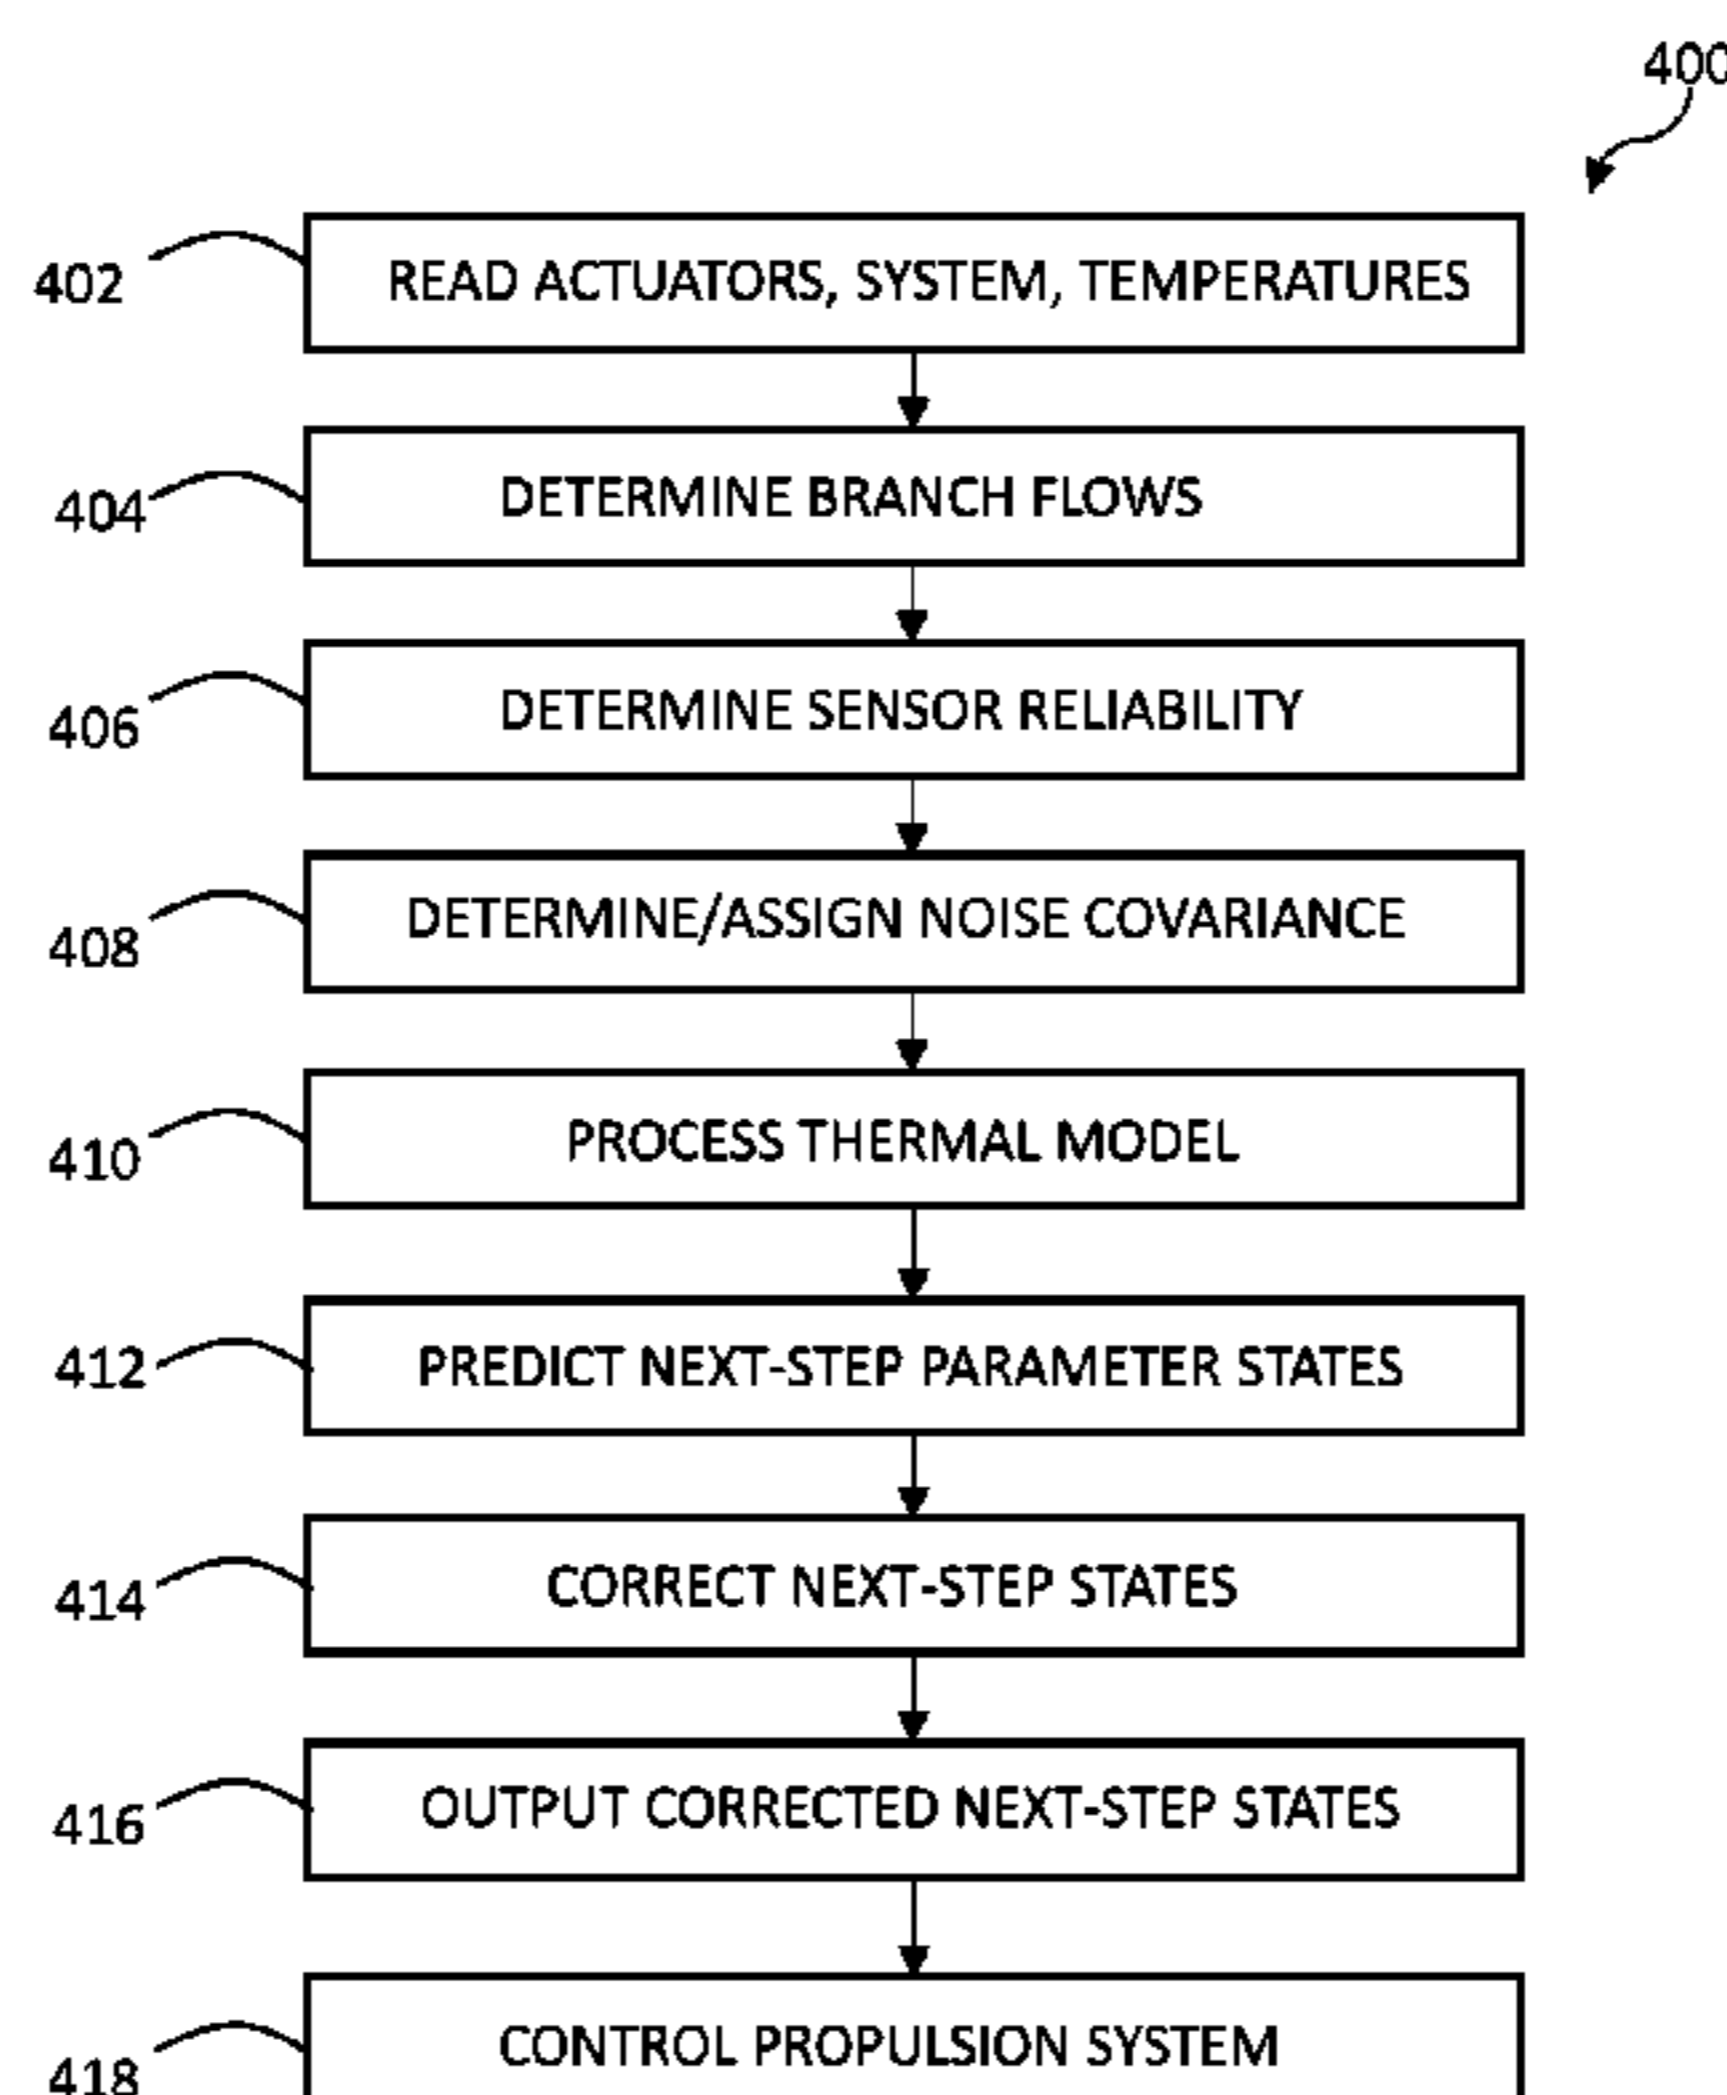 400
402 READ ACTUATORS, SYSTEM, TEMPERATURES
404 DETERMINE BRANCH FLOWS
406 DETERMINE SENSOR RELIABILITY
408 DETERMINE/ASSIGN NOISE COVARIANCE
410 PROCESS THERMAL MODEL
412 PREDICT NEXT-STEP PARAMETER STATES
414 CORRECT NEXT-STEP STATES
416 OUTPUT CORRECTED NEXT-STEP STATES
418 CONTROL PROPULSION SYSTEM